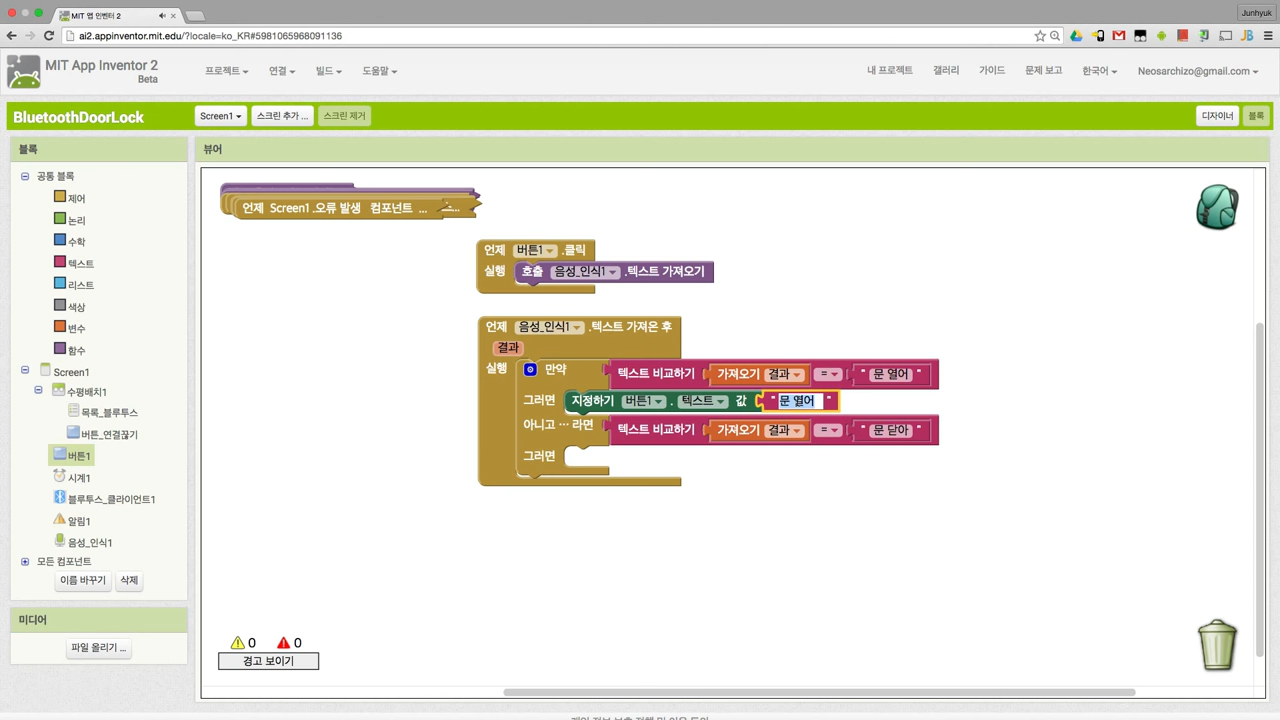 MIT 앱 인벤터 2
Junhyuk
ai2.appinventor.mit.edu/?locale=ko_KR#5981065968091136
MIT App Inventor 2
Beta
프로젝트 연결 빌드 도움말
내 프로젝트 갤러리 가이드 문제 보고 한국어 Neosarchizo@gmail.com
BluetoothDoorLock
Screen1 스크린 추가 ... 스크린 제거
디자이너 블록
블록
뷰어
공통 블록
제어
논리
수학
텍스트
리스트
색상
변수
함수
Screen1
수평배치1
목록_블루투스
버튼_연결끊기
버튼1
시계1
블루투스_클라이언트1
알림1
음성_인식1
모든 컴포넌트
이름 바꾸기 삭제
미디어
파일 올리기 ...
언제 Screen1 .오류 발생 컴포넌트 ...
언제 버튼1 .클릭
실행 호출 음성_인식1 .텍스트 가져오기
언제 음성_인식1 .텍스트 가져온 후
결과
실행 만약 텍스트 비교하기 가져오기 결과 = " 문 열어 "
그러면 지정하기 버튼1 . 텍스트 값 " 문 열어 "
아니고 ... 라면 텍스트 비교하기 가져오기 결과 = " 문 닫아 "
그러면
0 0
경고 보이기